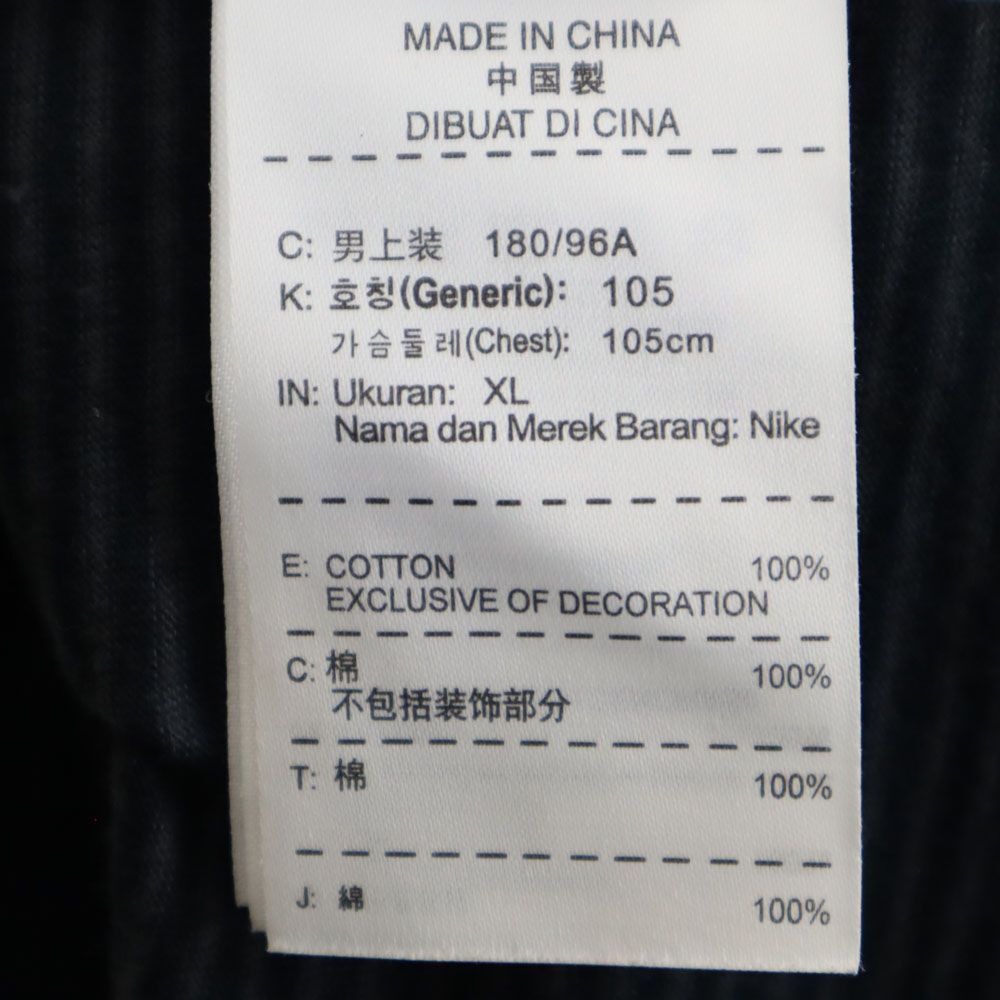 MADE IN CHINA
中国製
DIBUAT DI CINA
C: 男上装 180/96A
K: 호칭(Generic): 105
가슴둘레(Chest): 105cm
IN: Ukuran: XL
Nama dan Merek Barang: Nike
E: COTTON 100%
EXCLUSIVE OF DECORATION
C: 棉 100%
不包括装饰部分
T: 棉 100%
J: 綿 100%